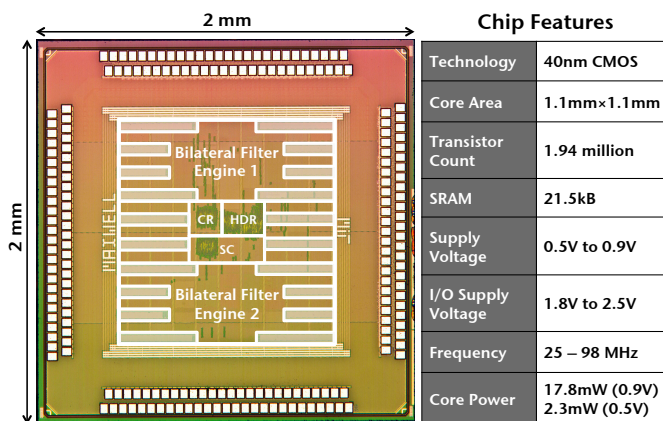 2 mm
2 mm
Bilateral Filter
Engine 1
CR
HDR
SC
MAXWELL
Bilateral Filter
Engine 2
Chip Features
Technology 40nm CMOS
Core Area 1.1mm×1.1mm
Transistor
Count 1.94 million
SRAM 21.5kB
Supply
Voltage 0.5V to 0.9V
I/O Supply
Voltage 1.8V to 2.5V
Frequency 25 – 98 MHz
Core Power 17.8mW (0.9V)
2.3mW (0.5V)